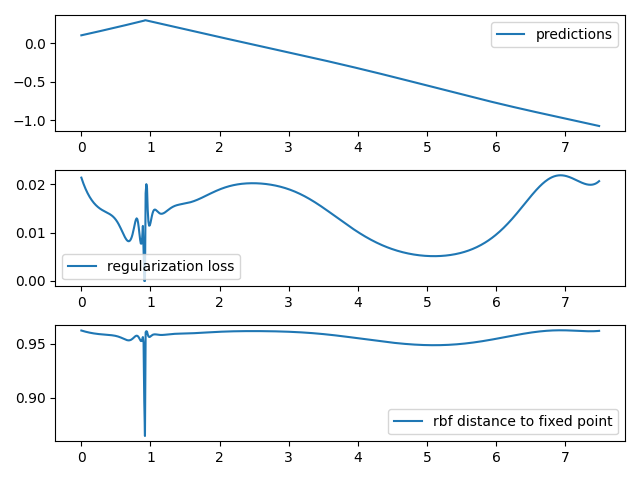 predictions
0.0
−0.5
−1.0
0 1 2 3 4 5 6 7
0.02
0.01
0.00
regularization loss
0 1 2 3 4 5 6 7
0.95
0.90
rbf distance to fixed point
0 1 2 3 4 5 6 7